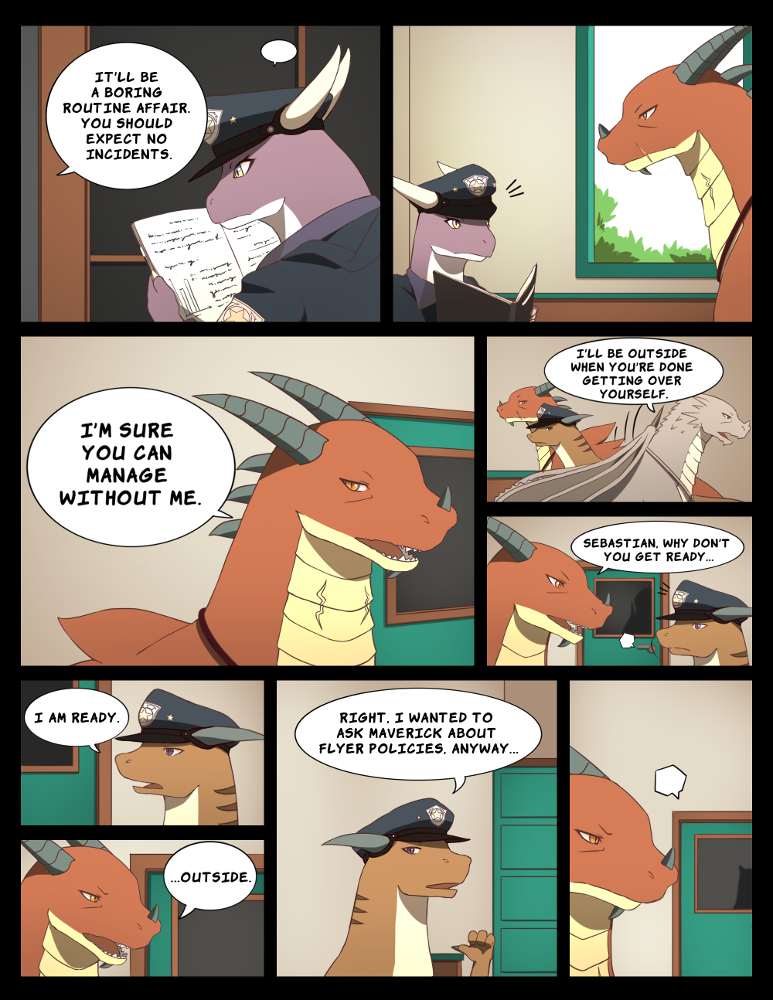 IT'LL BE
A BORING
ROUTINE AFFAIR.
YOU SHOULD
EXPECT NO
INCIDENTS.
I'M SURE
YOU CAN
MANAGE
WITHOUT ME.
I'LL BE OUTSIDE
WHEN YOU'RE DONE
GETTING OVER
YOURSELF.
SEBASTIAN, WHY DON'T
YOU GET READY...
I AM READY.
...OUTSIDE.
RIGHT, I WANTED TO
ASK MAVERICK ABOUT
FLYER POLICIES, ANYWAY...